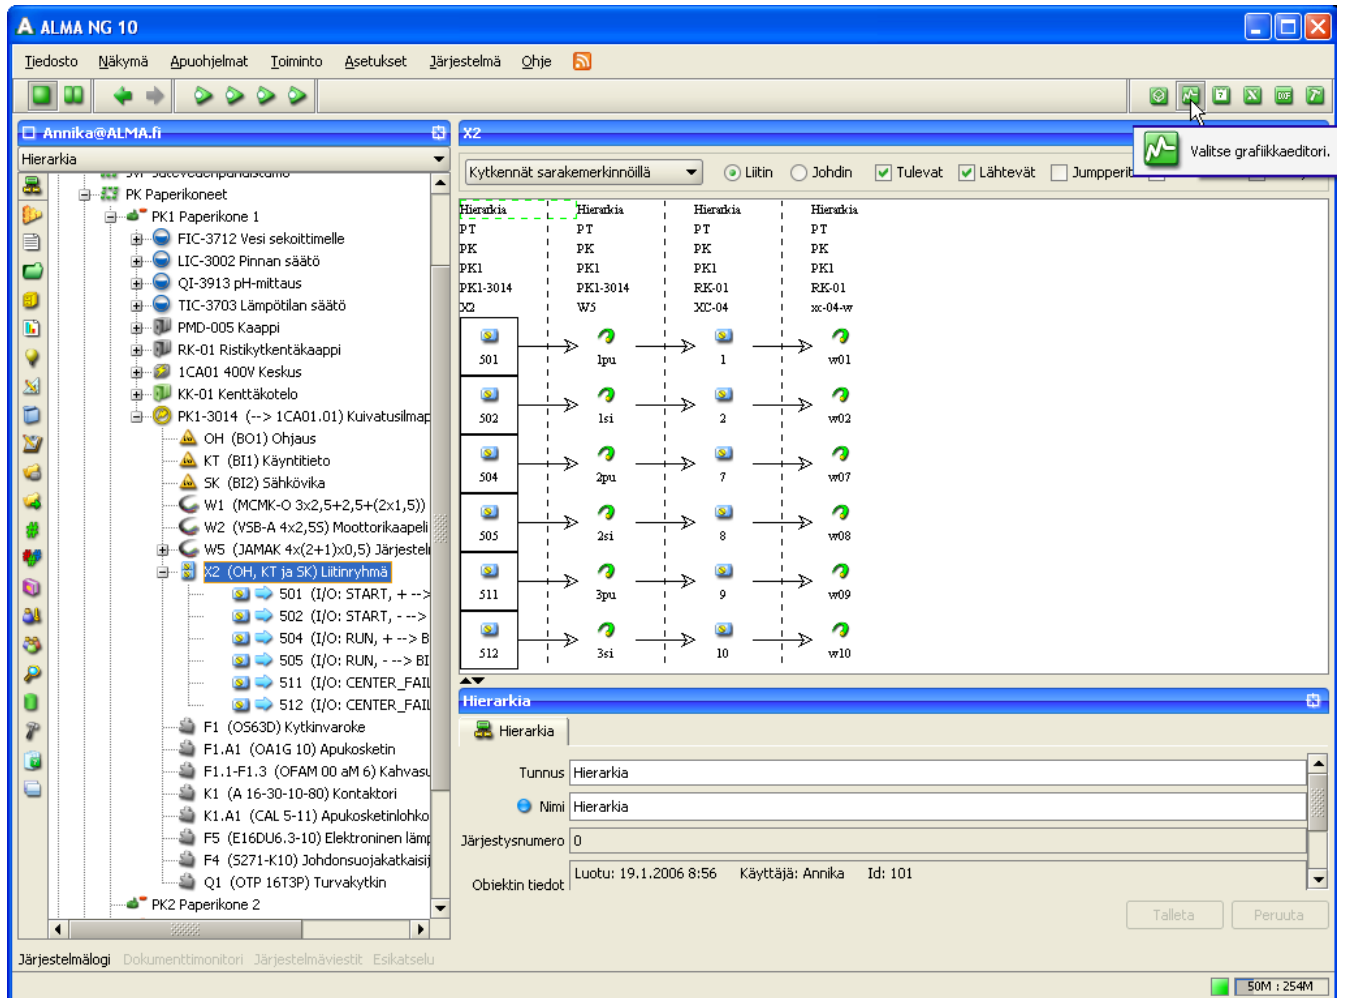 ALMA NG 10
Tiedosto Näkymä Apuohjelmat Toiminto Asetukset Järjestelmä Ohje
Annika@ALMA.fi
Hierarkia
PK Paperikoneet
PK1 Paperikone 1
FIC-3712 Vesi sekoittimelle
LIC-3002 Pinnan säätö
QI-3913 pH-mittaus
TIC-3703 Lämpötilan säätö
PMD-005 Kaappi
RK-01 Ristikytkentäkaappi
1CA01 400V Keskus
KK-01 Kenttäkotelo
PK1-3014 (--> 1CA01.01) Kuivatusilmap
OH (BO1) Ohjaus
KT (BI1) Käyntitieto
SK (BI2) Sähkövika
W1 (MCMK-O 3x2,5+2,5+(2x1,5))
W2 (VSB-A 4x2,5S) Moottorikaapeli
W5 (JAMAK 4x(2+1)x0,5) Järjestel
X2 (OH, KT ja SK) Liitinryhmä
501 (I/O: START, + -->
502 (I/O: START, - -->
504 (I/O: RUN, + --> B
505 (I/O: RUN, - --> BI
511 (I/O: CENTER_FAIL
512 (I/O: CENTER_FAIL
F1 (OS63D) Kytkinvaroke
F1.A1 (OA1G 10) Apukosketin
F1.1-F1.3 (OFAM 00 aM 6) Kahvasu
K1 (A 16-30-10-80) Kontaktori
K1.A1 (CAL 5-11) Apukosketinlohko
F5 (E16DU6.3-10) Elektroninen lämp
F4 (S271-K10) Johdonsuojakatkaisij
Q1 (OTP 16T3P) Turvakytkin
PK2 Paperikone 2
X2
Valitse grafiikkaeditori.
Kytkennät sarakemerkinnöillä Liitin Johdin Tulevat Lähtevät Jumpperit
Hierarkia Hierarkia Hierarkia Hierarkia
PT PT PT PT
PK PK PK PK
PK1 PK1 PK1 PK1
PK1-3014 PK1-3014 RK-01 RK-01
X2 W5 XC-04 xc-04-w
501 1pu 1 w01
502 1si 2 w02
504 2pu 7 w07
505 2si 8 w08
511 3pu 9 w09
512 3si 10 w10
Hierarkia
Hierarkia
Tunnus Hierarkia
Nimi Hierarkia
Järjestysnumero 0
Obiektin tiedot Luotu: 19.1.2006 8:56 Käyttäjä: Annika Id: 101
Talleta Peruuta
Järjestelmälogi Dokumenttimonitori Järjestelmäviestit Esikatselu
50M : 254M